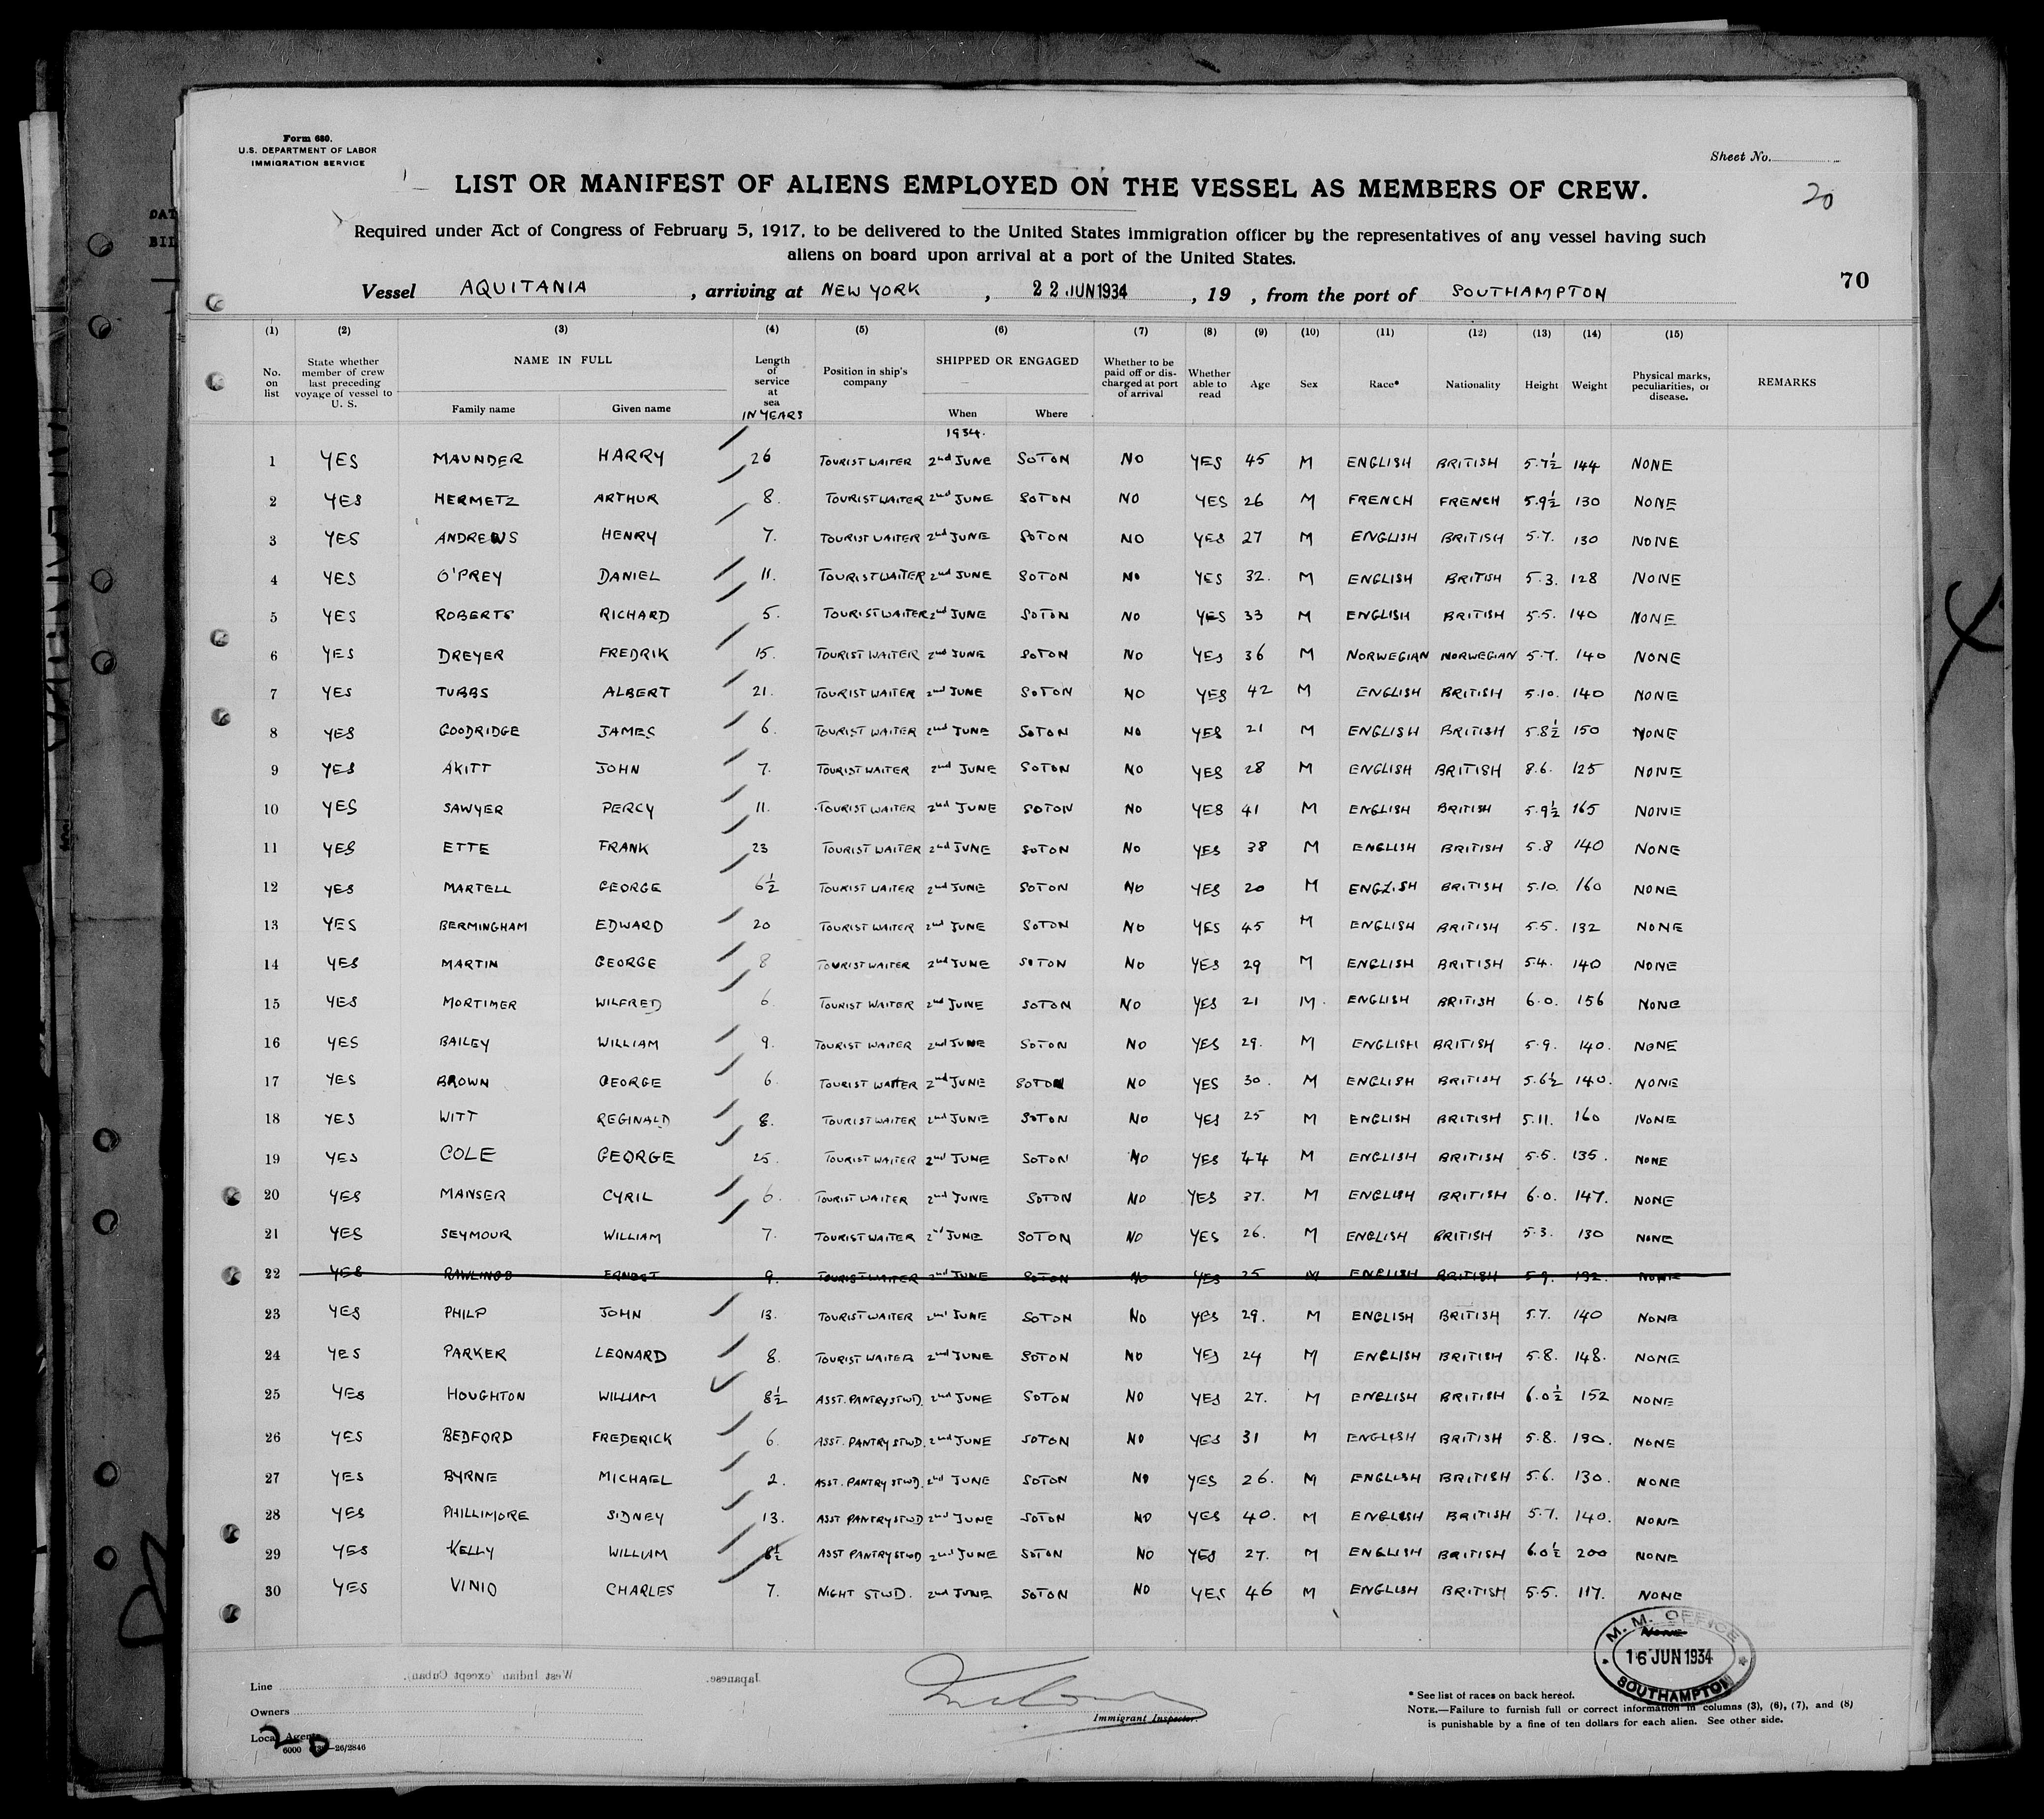 Form 680.
U.S. DEPARTMENT OF LABOR
IMMIGRATION SERVICE
Sheet No.
20
LIST OR MANIFEST OF ALIENS EMPLOYED ON THE VESSEL AS MEMBERS OF CREW.
Required under Act of Congress of February 5, 1917, to be delivered to the United States immigration officer by the representatives of any vessel having such
aliens on board upon arrival at a port of the United States.
70
Vessel AQUITANIA , arriving at NEW YORK , 22 JUN 1934 , 19 , from the port of SOUTHAMPTON
(1) (2) (3) (4) (5) (6) (7) (8) (9) (10) (11) (12) (13) (14) (15)
No. on list State whether member of crew last preceding voyage of vessel to U. S. NAME IN FULL Family name Given name Length of service at sea IN YEARS Position in ship's company SHIPPED OR ENGAGED When Where Whether to be paid off or discharged at port of arrival Whether able to read Age Sex Race* Nationality Height Weight Physical marks, peculiarities, or disease. REMARKS
1934.
1 YES MAUNDER HARRY 26 TOURIST WAITER 2nd JUNE SOTON NO YES 45 M ENGLISH BRITISH 5.7½ 144 NONE
2 YES HERMETZ ARTHUR 8. TOURIST WAITER 2nd JUNE SOTON NO YES 26 M FRENCH FRENCH 5.9½ 130 NONE
3 YES ANDREWS HENRY 7. TOURIST WAITER 2nd JUNE SOTON NO YES 27 M ENGLISH BRITISH 5.7. 130 NONE
4 YES O'PREY DANIEL 11. TOURIST WAITER 2nd JUNE SOTON NO YES 32. M ENGLISH BRITISH 5.3. 128 NONE
5 YES ROBERTS RICHARD 5. TOURIST WAITER 2nd JUNE SOTON NO YES 33 M ENGLISH BRITISH 5.5. 140 NONE
6 YES DREYER FREDRIK 15. TOURIST WAITER 2nd JUNE SOTON NO YES 36 M NORWEGIAN NORWEGIAN 5.7. 140 NONE
7 YES TUBBS ALBERT 21. TOURIST WAITER 2nd JUNE SOTON NO YES 42 M ENGLISH BRITISH 5.10. 140 NONE
8 YES GOODRIDGE JAMES 6. TOURIST WAITER 2nd JUNE SOTON NO YES 21 M ENGLISH BRITISH 5.8½ 150 NONE
9 YES AKITT JOHN 7. TOURIST WAITER 2nd JUNE SOTON NO YES 28 M ENGLISH BRITISH 8.6. 125 NONE
10 YES SAWYER PERCY 11. TOURIST WAITER 2nd JUNE SOTON NO YES 41 M ENGLISH BRITISH 5.9½ 165 NONE
11 YES ETTE FRANK 23 TOURIST WAITER 2nd JUNE SOTON NO YES 38 M ENGLISH BRITISH 5.8 140 NONE
12 YES MARTELL GEORGE 6½ TOURIST WAITER 2nd JUNE SOTON NO YES 20 M ENGLISH BRITISH 5.10. 160 NONE
13 YES BERMINGHAM EDWARD 20 TOURIST WAITER 2nd JUNE SOTON NO YES 45 M ENGLISH BRITISH 5.5. 132 NONE
14 YES MARTIN GEORGE 8 TOURIST WAITER 2nd JUNE SOTON NO YES 29 M ENGLISH BRITISH 5.4. 140 NONE
15 YES MORTIMER WILFRED 6. TOURIST WAITER 2nd JUNE SOTON NO YES 21 M. ENGLISH BRITISH 6.0. 156 NONE
16 YES BAILEY WILLIAM 9. TOURIST WAITER 2nd JUNE SOTON NO YES 29. M ENGLISH BRITISH 5.9. 140. NONE
17 YES BROWN GEORGE 6. TOURIST WAITER 2nd JUNE SOTON NO YES 30. M ENGLISH BRITISH 5.6½ 140. NONE
18 YES WITT REGINALD 8. TOURIST WAITER 2nd JUNE SOTON NO YES 25 M ENGLISH BRITISH 5.11. 160 NONE
19 YES COLE GEORGE 25. TOURIST WAITER 2nd JUNE SOTON NO YES 44 M ENGLISH BRITISH 5.5. 135. NONE
20 YES MANSER CYRIL 6. TOURIST WAITER 2nd JUNE SOTON NO YES 37. M ENGLISH BRITISH 6.0. 147. NONE
21 YES SEYMOUR WILLIAM 7. TOURIST WAITER 2nd JUNE SOTON NO YES 26. M ENGLISH BRITISH 5.3. 130 NONE
22 YES RAWLINGS ERNEST 9. TOURIST WAITER 2nd JUNE SOTON NO YES 25 M ENGLISH BRITISH 5.9. 132. NONE
23 YES PHILP JOHN 13. TOURIST WAITER 2nd JUNE SOTON NO YES 29. M ENGLISH BRITISH 5.7. 140 NONE
24 YES PARKER LEONARD 8. TOURIST WAITER 2nd JUNE SOTON NO YES 24 M ENGLISH BRITISH 5.8. 148. NONE
25 YES HOUGHTON WILLIAM 8½ ASST. PANTRY STWD. 2nd JUNE SOTON NO YES 27. M ENGLISH BRITISH 6.0½ 152 NONE
26 YES BEDFORD FREDERICK 6. ASST. PANTRY STWD. 2nd JUNE SOTON NO YES 31 M ENGLISH BRITISH 5.8. 190. NONE
27 YES BYRNE MICHAEL 2. ASST. PANTRY STWD. 2nd JUNE SOTON NO YES 26. M ENGLISH BRITISH 5.6. 130. NONE
28 YES PHILLIMORE SIDNEY 13. ASST PANTRY STWD 2nd JUNE SOTON NO YES 40. M ENGLISH BRITISH 5.7. 140. NONE
29 YES KELLY WILLIAM 6½ ASST PANTRY STWD 2nd JUNE SOTON NO YES 27. M ENGLISH BRITISH 6.0½ 200 NONE
30 YES VINIO CHARLES 7. NIGHT STWD. 2nd JUNE SOTON NO YES 46 M ENGLISH BRITISH 5.5. 117. NONE
NONE
M. M. OFFICE
16 JUN 1934
SOUTHAMPTON
West Indian (except Cuban).
Japanese.
Line
Owners
Local Agents
20
Immigrant Inspector.
* See list of races on back hereof.
NOTE.—Failure to furnish full or correct information in columns (3), (6), (7), and (8)
is punishable by a fine of ten dollars for each alien. See other side.